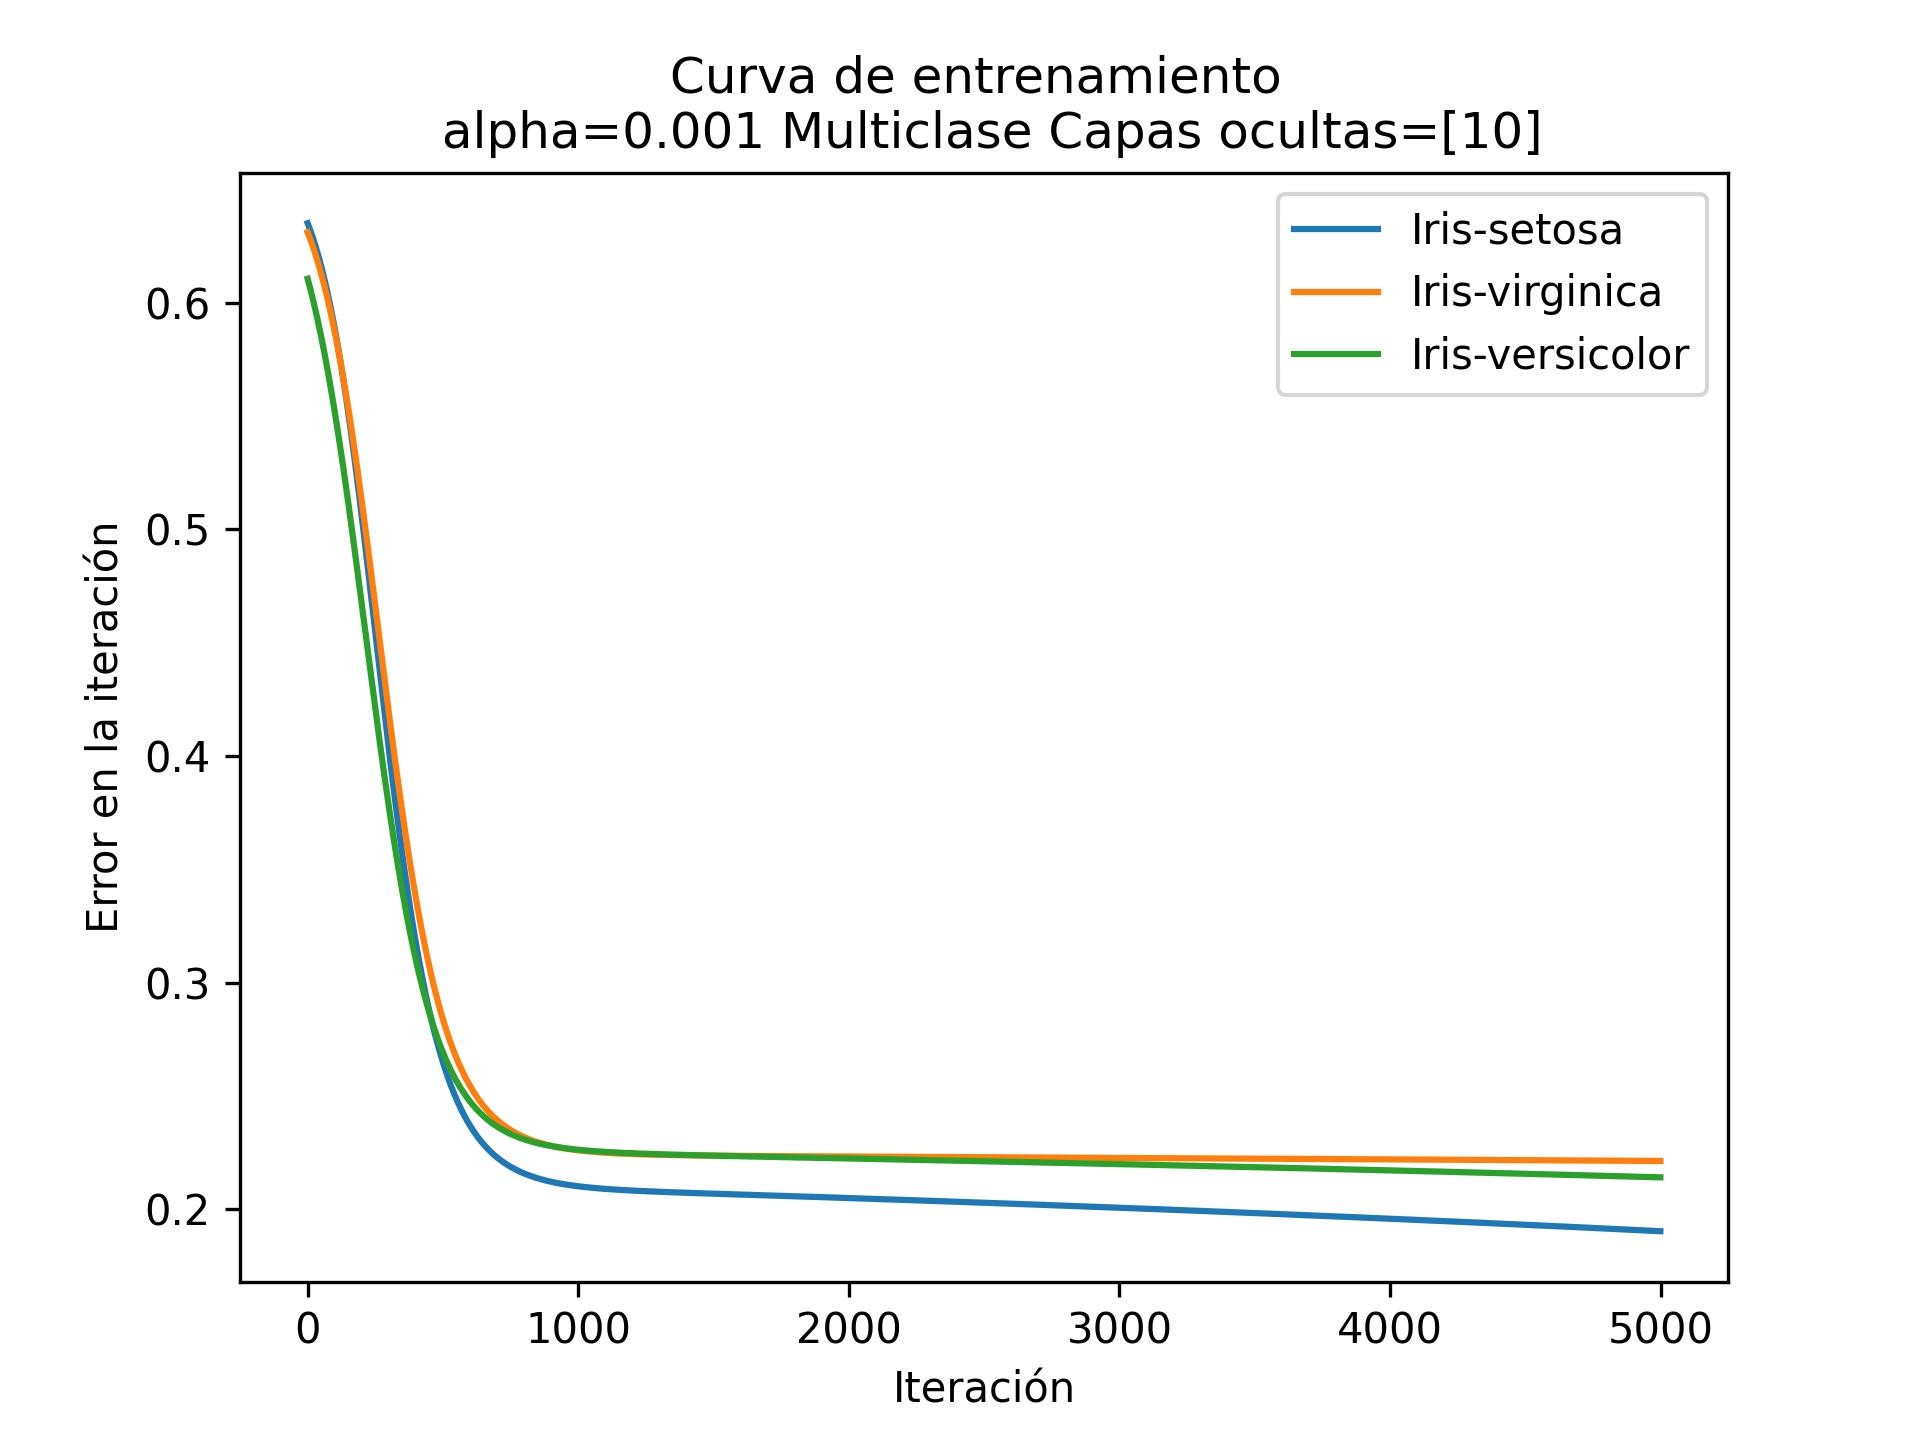 Curva de entrenamiento
alpha=0.001 Multiclase Capas ocultas=[10]
Iris-setosa
Iris-virginica
Iris-versicolor
Error en la iteración
0.6
0.5
0.4
0.3
0.2
0 1000 2000 3000 4000 5000
Iteración